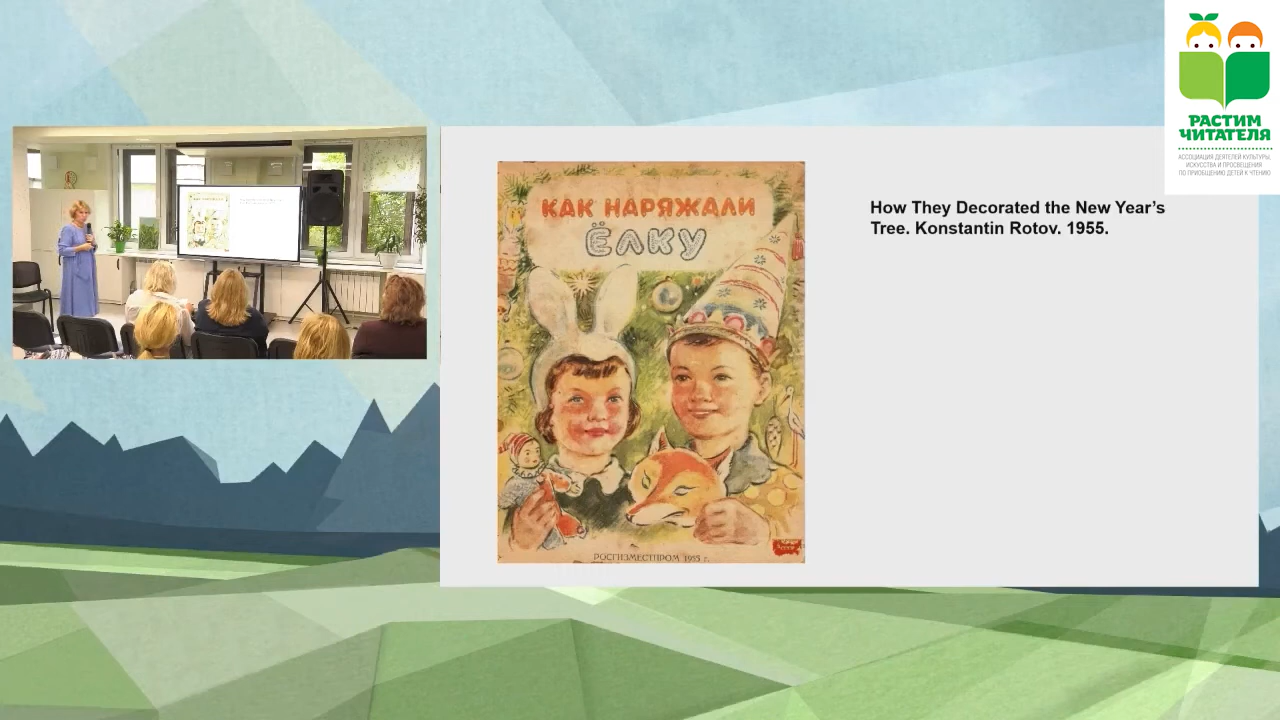 РАСТИМ
ЧИТАТЕЛЯ
АССОЦИАЦИЯ ДЕЯТЕЛЕЙ КУЛЬТУРЫ,
ИСКУССТВА И ПРОСВЕЩЕНИЯ
ПО ПРИОБЩЕНИЮ ДЕТЕЙ К ЧТЕНИЮ
How They Decorated the New Year’s
Tree. Konstantin Rotov. 1955.
КАК НАРЯЖАЛИ
ЁЛКУ
РОСГИЗМЕСТПРОМ 1955 г.